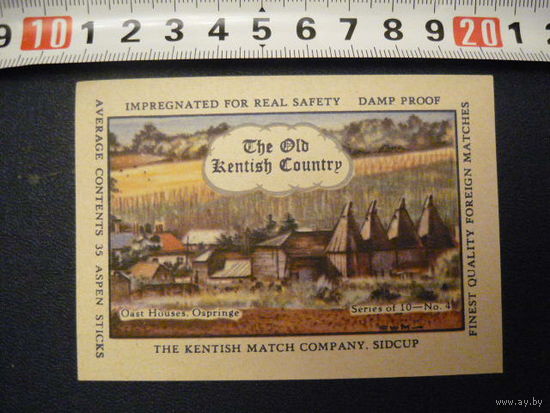 9 10 1 2 3 4 5 6 7 8 9 20 1
IMPREGNATED FOR REAL SAFETY DAMP PROOF
AVERAGE CONTENTS 35 ASPEN STICKS
The Old
Kentish Country
FINEST QUALITY FOREIGN MATCHES
Oast Houses, Ospringe
Series of 10—No. 4
THE KENTISH MATCH COMPANY, SIDCUP
www.ay.by